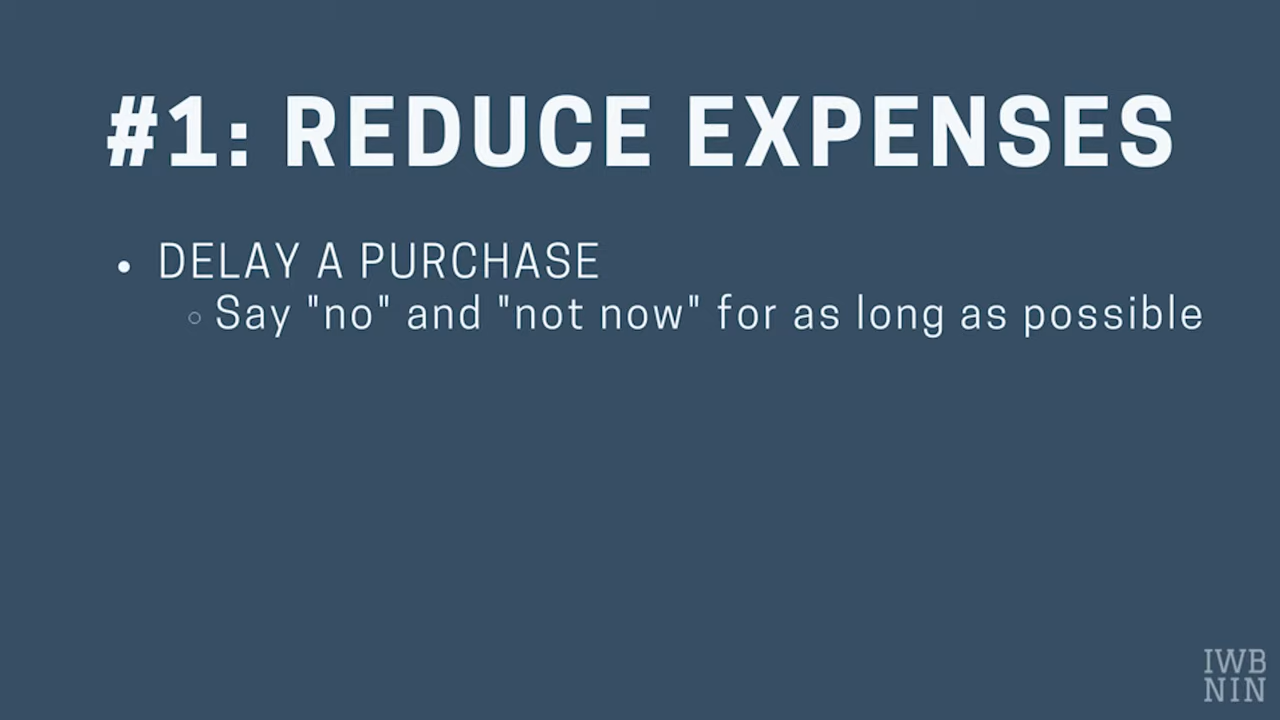 #1: REDUCE EXPENSES
• DELAY A PURCHASE
○ Say "no" and "not now" for as long as possible
IWB
NIN